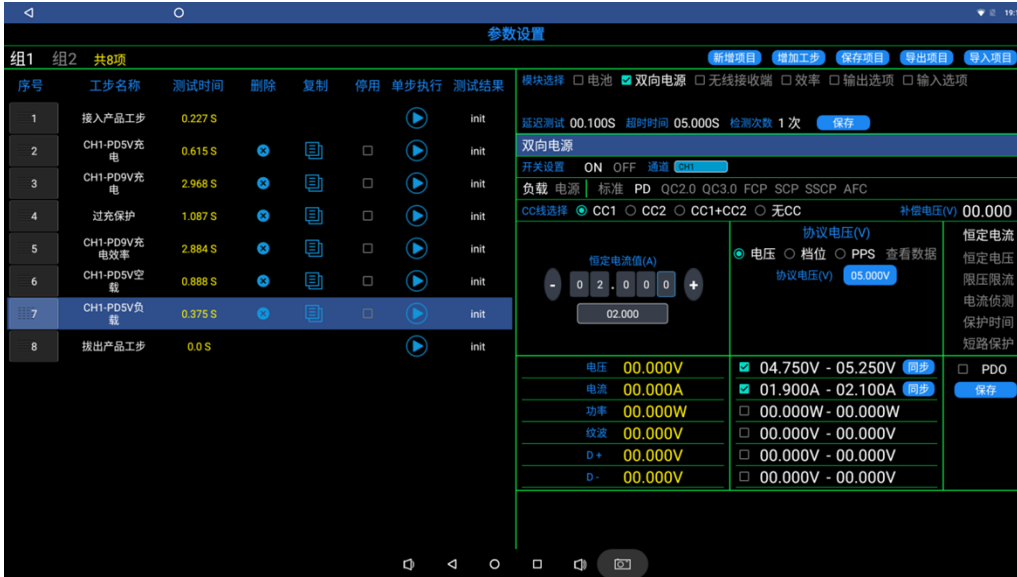 19:1
参数设置
组1 组2 共8项 新增项目 增加工步 保存项目 导出项目 导入项目
序号 工步名称 测试时间 删除 复制 停用 单步执行 测试结果
1 接入产品工步 0.227 S init
2 CH1-PD5V充电 0.615 S init
3 CH1-PD9V充电 2.968 S init
4 过充保护 1.087 S init
5 CH1-PD9V充电效率 2.884 S init
6 CH1-PD5V空载 0.888 S init
7 CH1-PD5V负载 0.375 S init
8 拔出产品工步 0.0 S init
模块选择 电池 双向电源 无线接收端 效率 输出选项 输入选项
延迟测试 00.100S 超时时间 05.000S 检测次数 1 次 保存
双向电源
开关设置 ON OFF 通道 CH1
负载 电源 标准 PD QC2.0 QC3.0 FCP SCP SSCP AFC
CC线选择 CC1 CC2 CC1+CC2 无CC 补偿电压(V) 00.000
恒定电流值(A)
- 0 2 . 0 0 0 +
02.000
协议电压(V)
电压 档位 PPS 查看数据
协议电压(V) 05.000V
恒定电流
恒定电压
限压限流
电流侦测
保护时间
短路保护
电压 00.000V 04.750V - 05.250V 同步 PDO
电流 00.000A 01.900A - 02.100A 同步 保存
功率 00.000W 00.000W - 00.000W
纹波 00.000V 00.000V - 00.000V
D + 00.000V 00.000V - 00.000V
D - 00.000V 00.000V - 00.000V